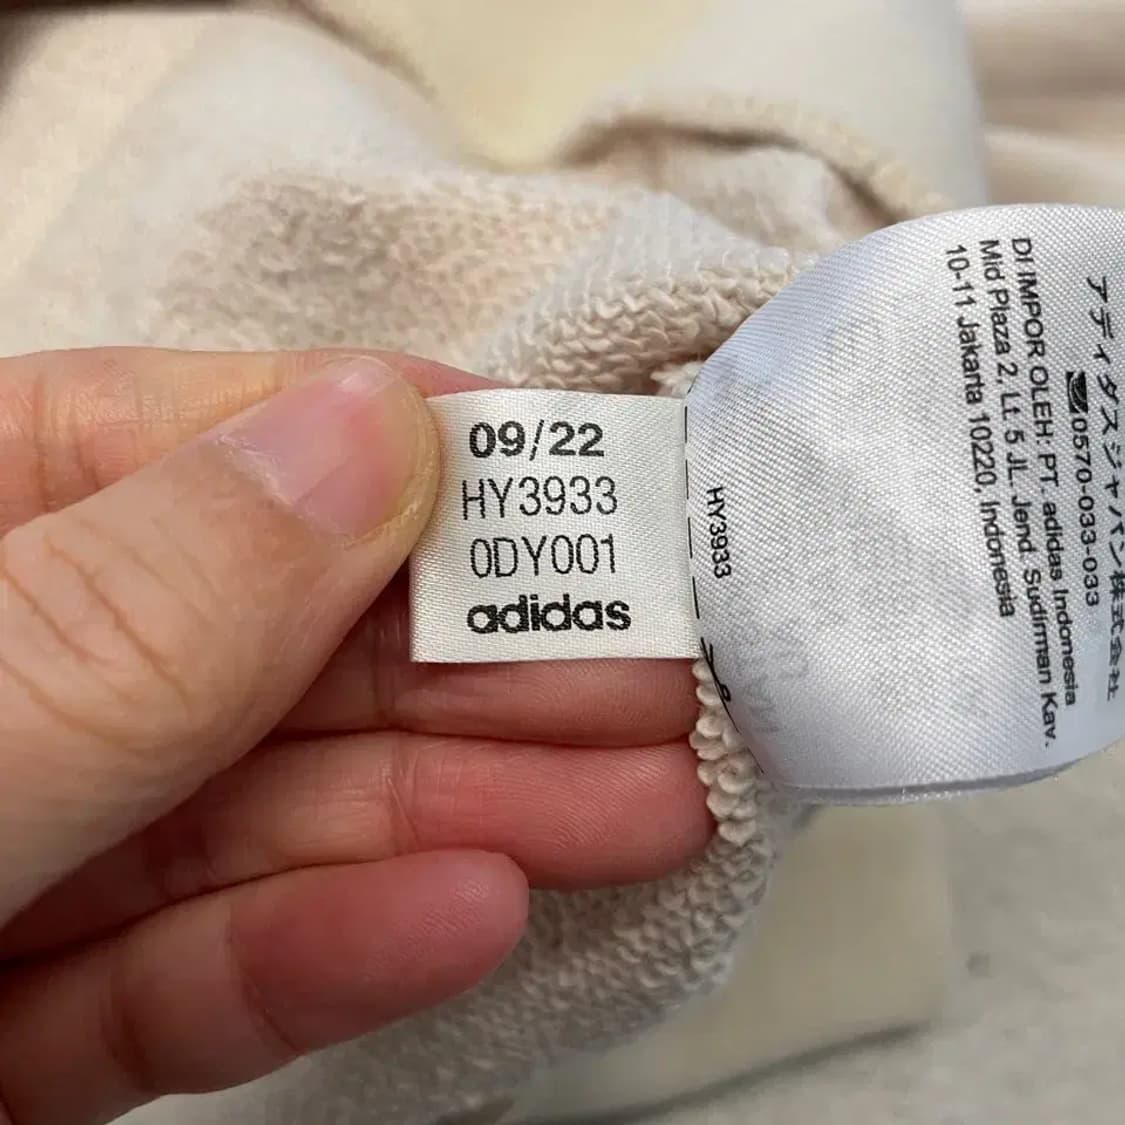 09/22
HY3933
0DY001
adidas
HY3933
アディダスジャパン株式会社
0570-033-033
DI IMPOR OLEH: PT. adidas Indonesia
Mid Plaza 2, Lt. 5 JL. Jend. Sudirman Kav.
10-11 Jakarta 10220, Indonesia